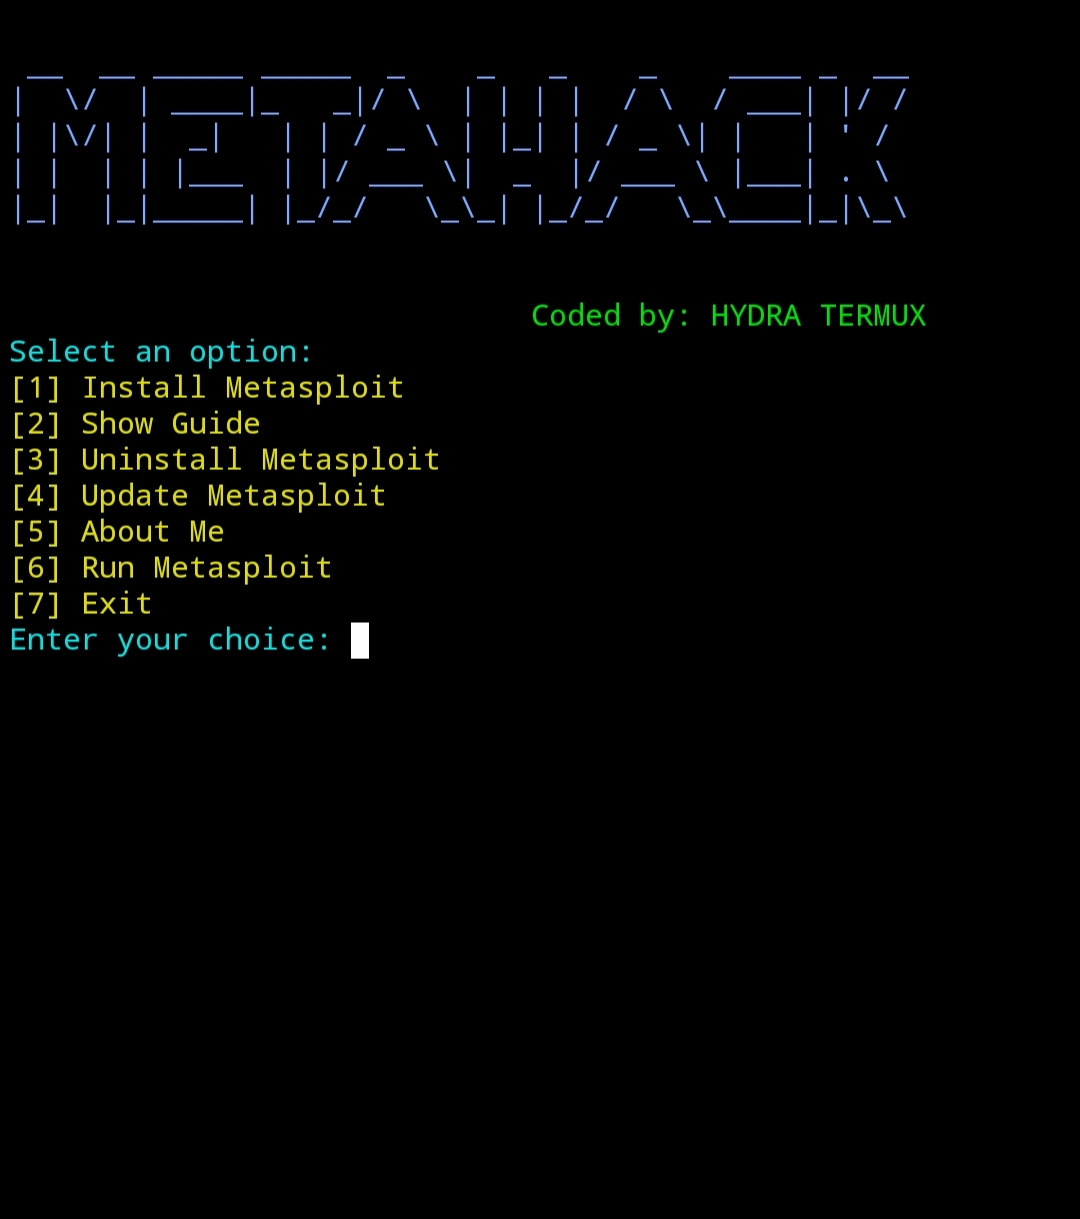 METAHACK
Coded by: HYDRA TERMUX
Select an option:
[1] Install Metasploit
[2] Show Guide
[3] Uninstall Metasploit
[4] Update Metasploit
[5] About Me
[6] Run Metasploit
[7] Exit
Enter your choice: